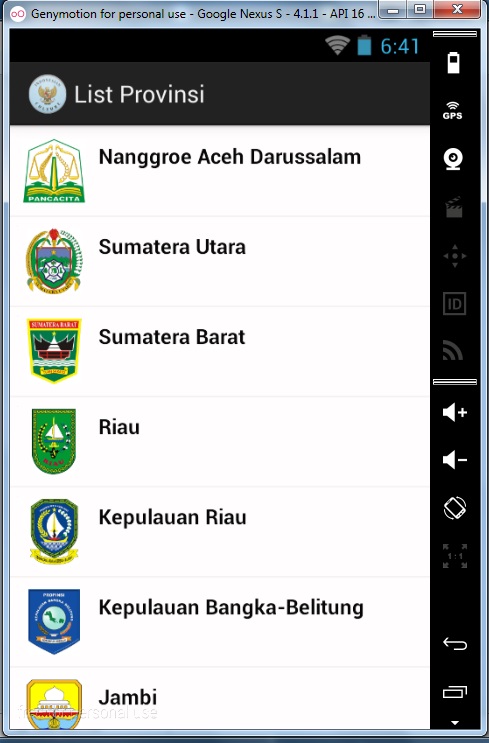 Genymotion for personal use - Google Nexus S - 4.1.1 - API 16 ...
6:41
List Provinsi
GPS
Nanggroe Aceh Darussalam
PANCACITA
Sumatera Utara
ID
SUMATERA BARAT
Sumatera Barat
Riau
RIAU
Kepulauan Riau
1:1
Kepulauan Bangka-Belitung
Jambi
personal use